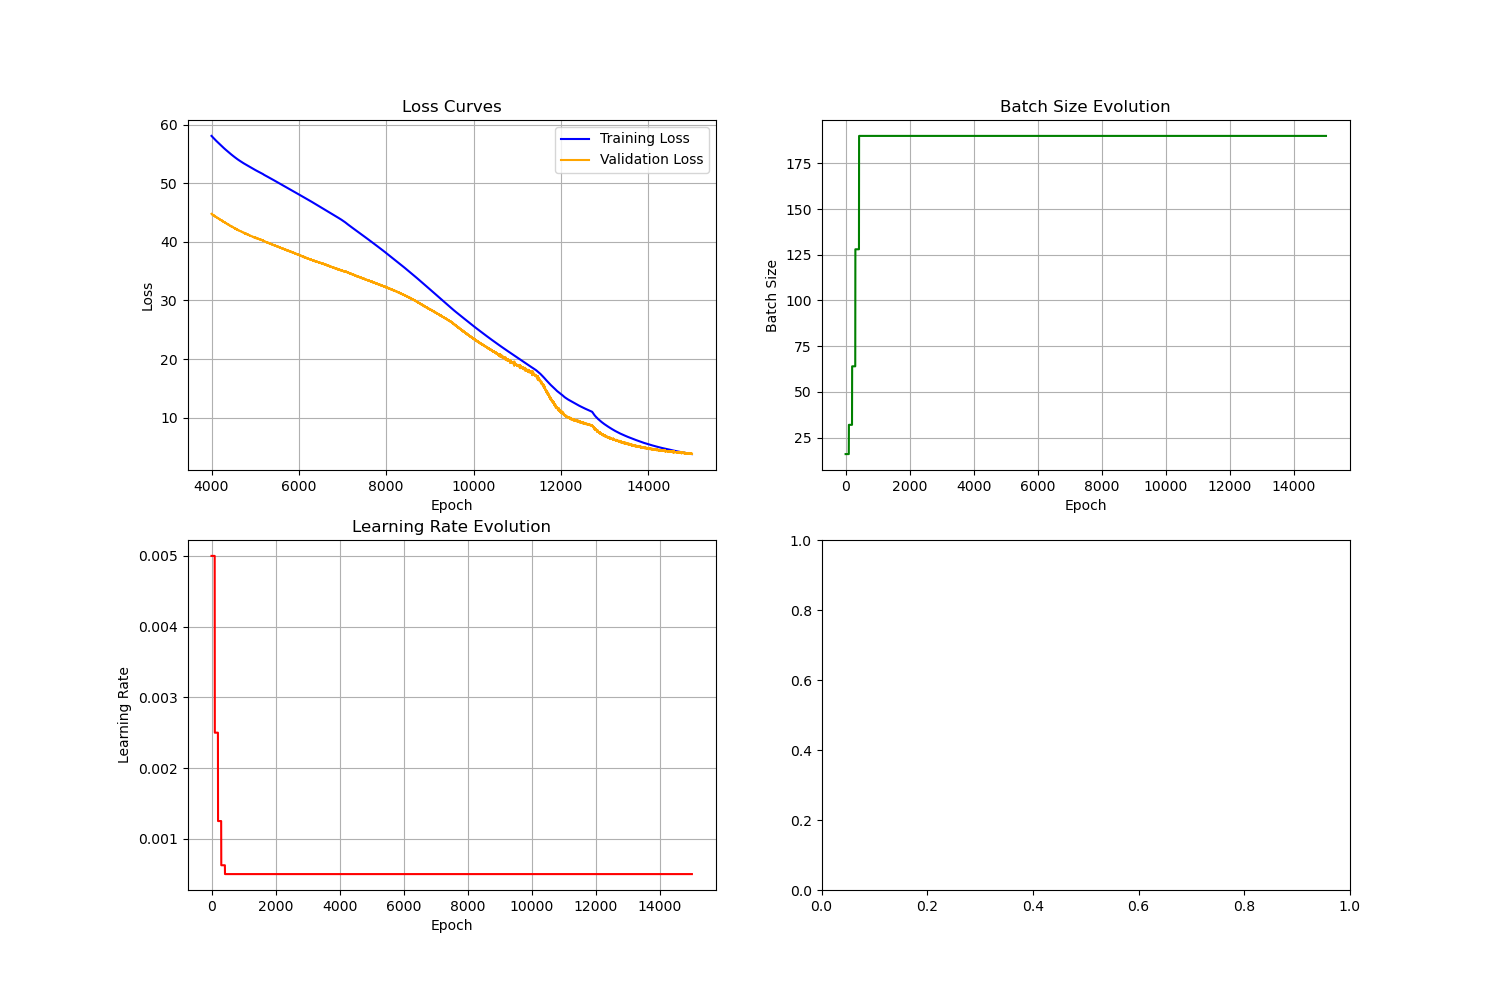 Loss Curves
60
50
40
30
20
10
Loss
Training Loss
Validation Loss
4000 6000 8000 10000 12000 14000
Epoch
Batch Size Evolution
175
150
125
100
75
50
25
Batch Size
0 2000 4000 6000 8000 10000 12000 14000
Epoch
Learning Rate Evolution
0.005
0.004
0.003
0.002
0.001
Learning Rate
0 2000 4000 6000 8000 10000 12000 14000
Epoch
1.0
0.8
0.6
0.4
0.2
0.0
0.0 0.2 0.4 0.6 0.8 1.0